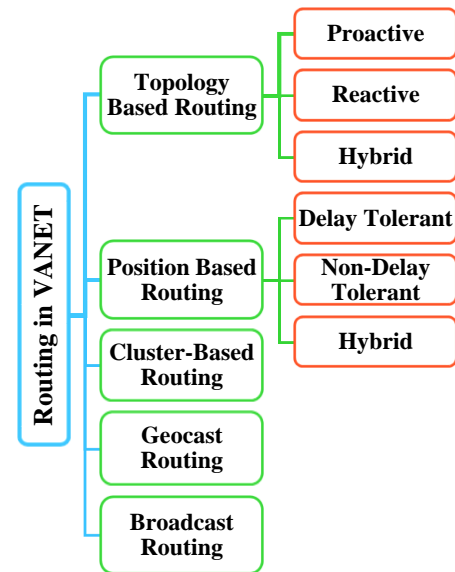 Routing in VANET
Topology
Based Routing
Proactive
Reactive
Hybrid
Position Based
Routing
Delay Tolerant
Non-Delay
Tolerant
Hybrid
Cluster-Based
Routing
Geocast
Routing
Broadcast
Routing